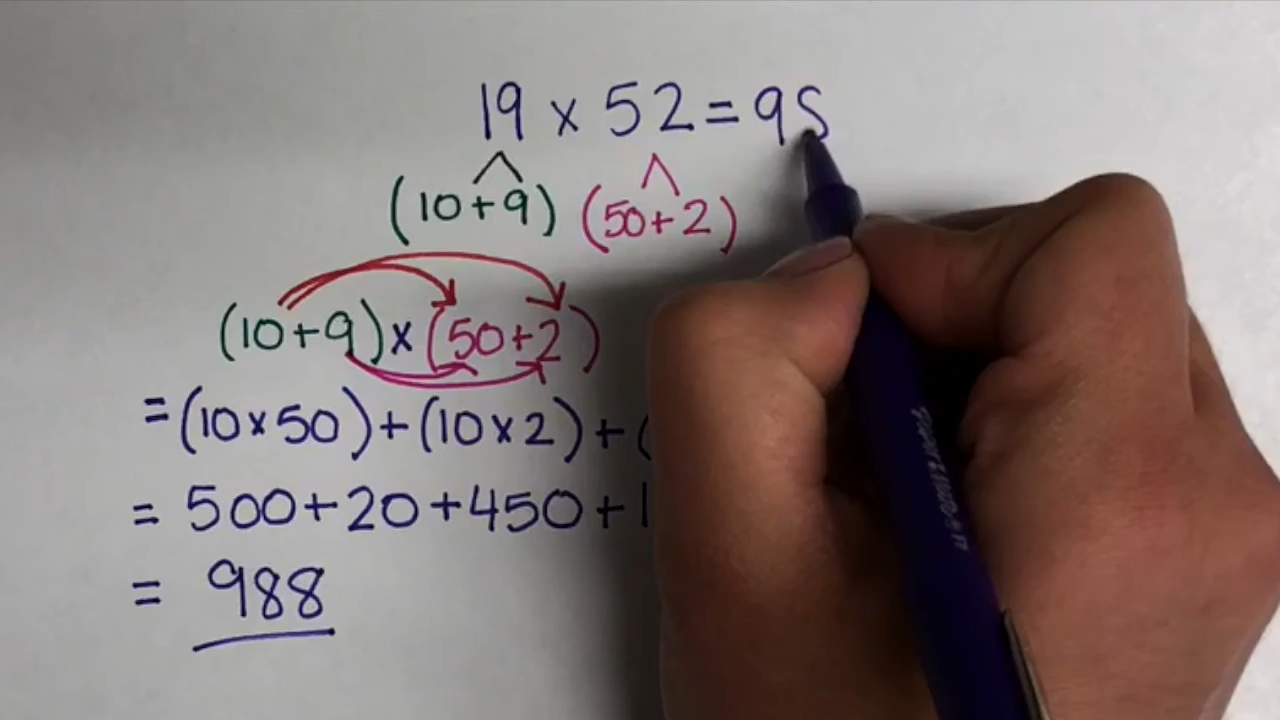 19 x 52 = 9
(10+9) (50+2)
(10+9) x (50+2)
= (10 x 50) + (10 x 2) + (
= 500 + 20 + 450 + 1
= 988